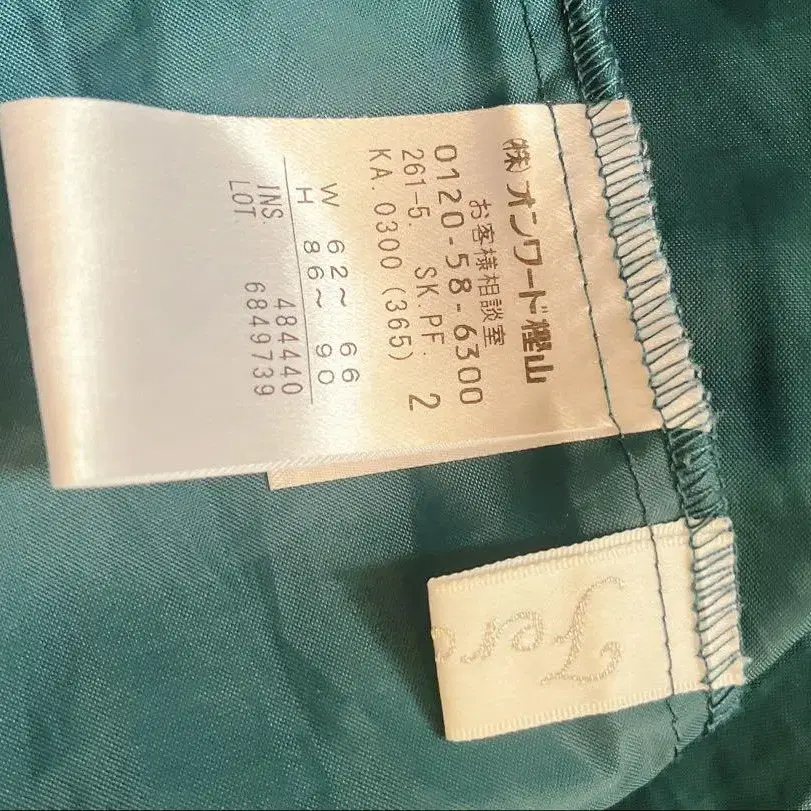 ㈱オンワード樫山
お客様相談室
0120-58-6300
261-5. SK.PF. 2
KA. 0300 (365)
W 62~ 66
H 86~ 90
INS. 484440
LOT. 6849739